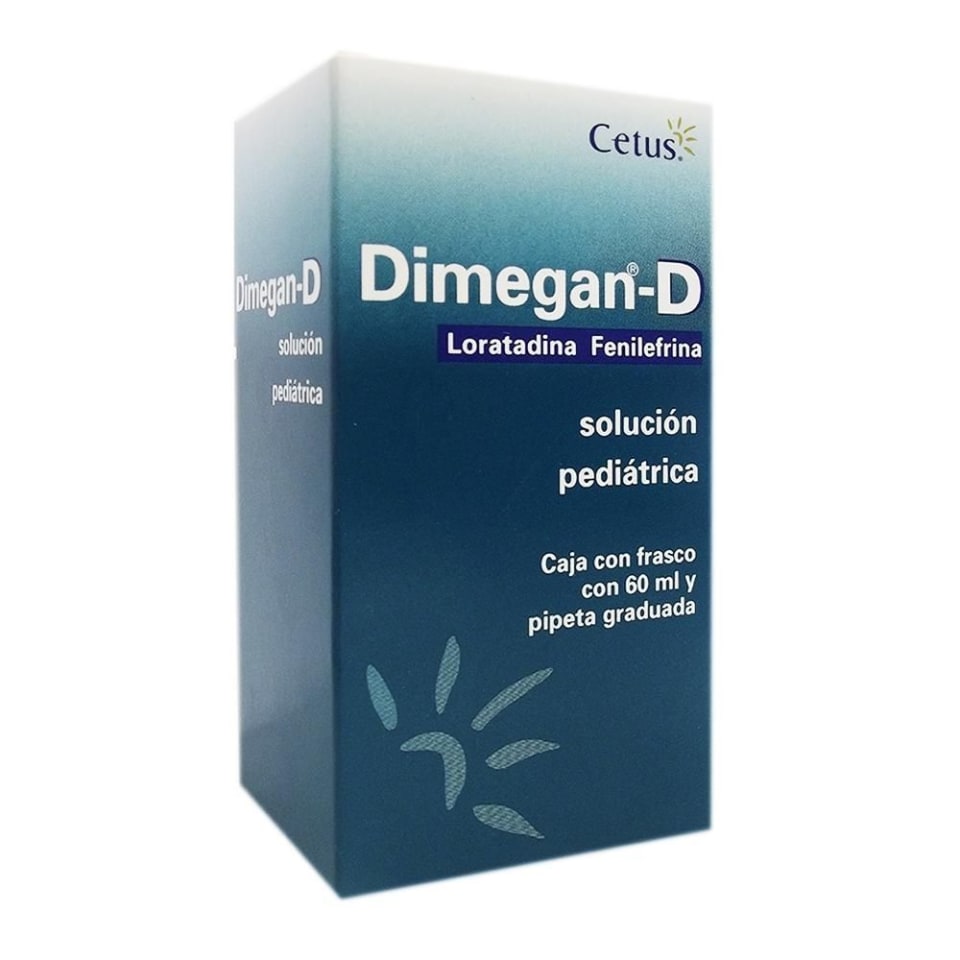 Cetus®
Dimegan®-D
Loratadina Fenilefrina
solución
pediátrica
Caja con frasco
con 60 ml y
pipeta graduada
Dimegan-D
solución
pediátrica